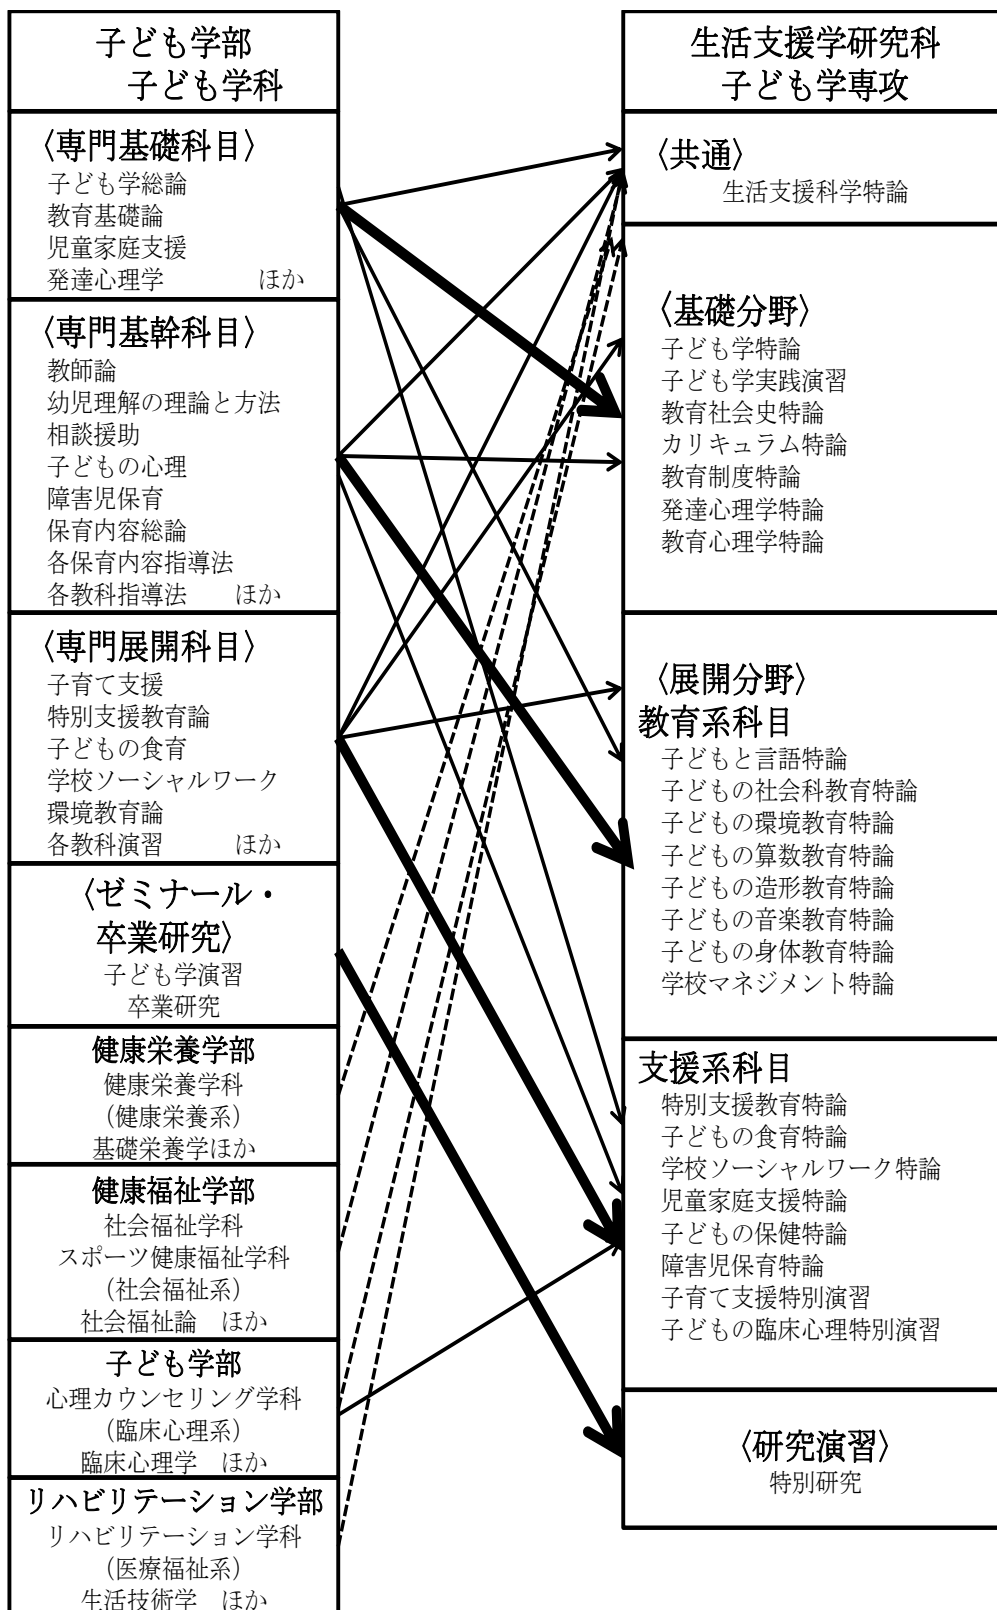 子ども学部
子ども学科
〈専門基礎科目〉
子ども学総論
教育基礎論
児童家庭支援
発達心理学　ほか
〈専門基幹科目〉
教師論
幼児理解の理論と方法
相談援助
子どもの心理
障害児保育
保育内容総論
各保育内容指導法
各教科指導法　ほか
〈専門展開科目〉
子育て支援
特別支援教育論
子どもの食育
学校ソーシャルワーク
環境教育論
各教科演習　ほか
〈ゼミナール・
卒業研究〉
子ども学演習
卒業研究
健康栄養学部
健康栄養学科
（健康栄養系）
基礎栄養学ほか
健康福祉学部
社会福祉学科
スポーツ健康福祉学科
（社会福祉系）
社会福祉論　ほか
子ども学部
心理カウンセリング学科
（臨床心理系）
臨床心理学　ほか
リハビリテーション学部
リハビリテーション学科
（医療福祉系）
生活技術学　ほか
生活支援学研究科
子ども学専攻
〈共通〉
生活支援科学特論
〈基礎分野〉
子ども学特論
子ども学実践演習
教育社会史特論
カリキュラム特論
教育制度特論
発達心理学特論
教育心理学特論
〈展開分野〉
教育系科目
子どもと言語特論
子どもの社会科教育特論
子どもの環境教育特論
子どもの算数教育特論
子どもの造形教育特論
子どもの音楽教育特論
子どもの身体教育特論
学校マネジメント特論
支援系科目
特別支援教育特論
子どもの食育特論
学校ソーシャルワーク特論
児童家庭支援特論
子どもの保健特論
障害児保育特論
子育て支援特別演習
子どもの臨床心理特別演習
〈研究演習〉
特別研究